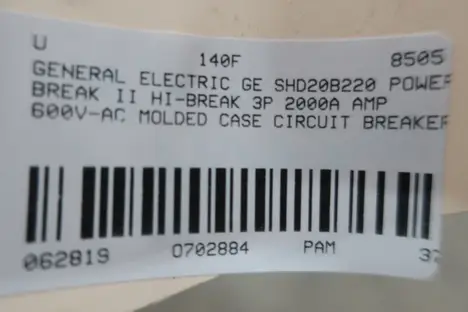 U 140F 8505
GENERAL ELECTRIC GE SHD20B220 POWER
BREAK II HI-BREAK 3P 2000A AMP
600V-AC MOLDED CASE CIRCUIT BREAKER
062819 0702884 PAM 37